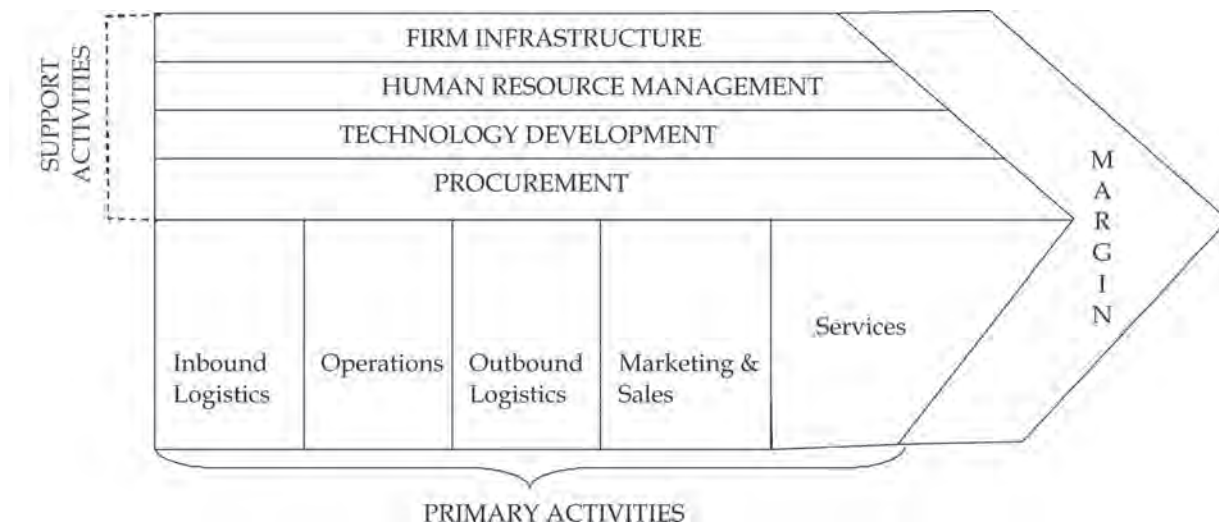 SUPPORT
ACTIVITIES
FIRM INFRASTRUCTURE
HUMAN RESOURCE MANAGEMENT
TECHNOLOGY DEVELOPMENT
PROCUREMENT
Inbound
Logistics
Operations
Outbound
Logistics
Marketing &
Sales
Services
MARGIN
PRIMARY ACTIVITIES